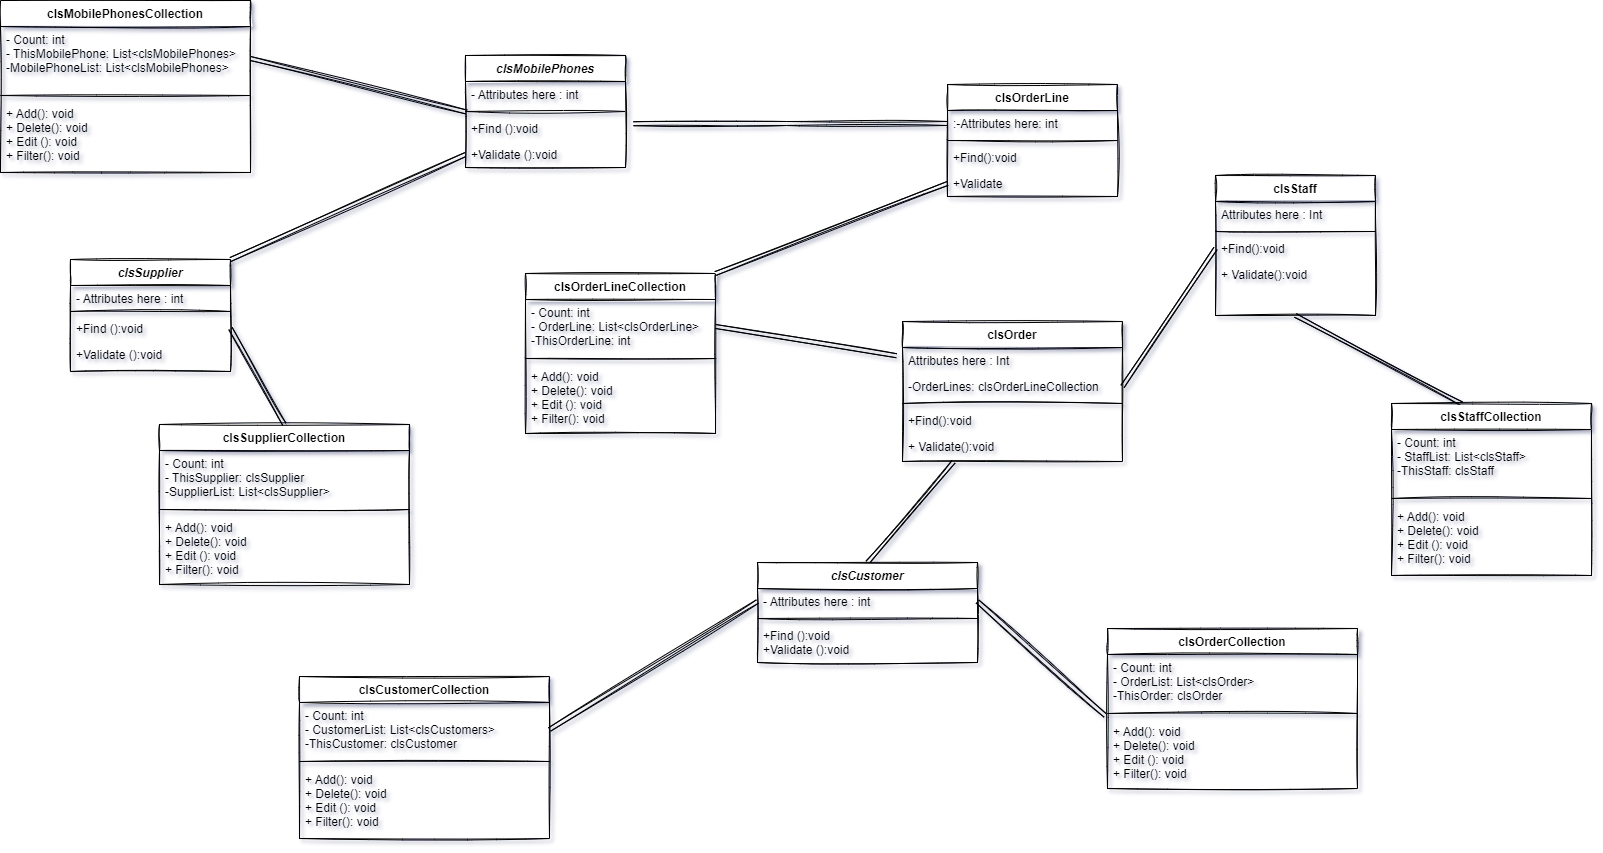 clsMobilePhonesCollection
- Count: int
- ThisMobilePhone: List<clsMobilePhones>
-MobilePhoneList: List<clsMobilePhones>
+ Add(): void
+ Delete(): void
+ Edit (): void
+ Filter(): void
clsMobilePhones
- Attributes here : int
+Find ():void
+Validate ():void
clsOrderLine
:-Attributes here: int
+Find():void
+Validate
clsStaff
Attributes here : Int
+Find():void
+ Validate():void
clsSupplier
- Attributes here : int
+Find ():void
+Validate ():void
clsOrderLineCollection
- Count: int
- OrderLine: List<clsOrderLine>
-ThisOrderLine: int
+ Add(): void
+ Delete(): void
+ Edit (): void
+ Filter(): void
clsOrder
Attributes here : Int
-OrderLines: clsOrderLineCollection
+Find():void
+ Validate():void
clsStaffCollection
- Count: int
- StaffList: List<clsStaff>
-ThisStaff: clsStaff
+ Add(): void
+ Delete(): void
+ Edit (): void
+ Filter(): void
clsSupplierCollection
- Count: int
- ThisSupplier: clsSupplier
-SupplierList: List<clsSupplier>
+ Add(): void
+ Delete(): void
+ Edit (): void
+ Filter(): void
clsCustomer
- Attributes here : int
+Find ():void
+Validate ():void
clsOrderCollection
- Count: int
- OrderList: List<clsOrder>
-ThisOrder: clsOrder
+ Add(): void
+ Delete(): void
+ Edit (): void
+ Filter(): void
clsCustomerCollection
- Count: int
- CustomerList: List<clsCustomers>
-ThisCustomer: clsCustomer
+ Add(): void
+ Delete(): void
+ Edit (): void
+ Filter(): void